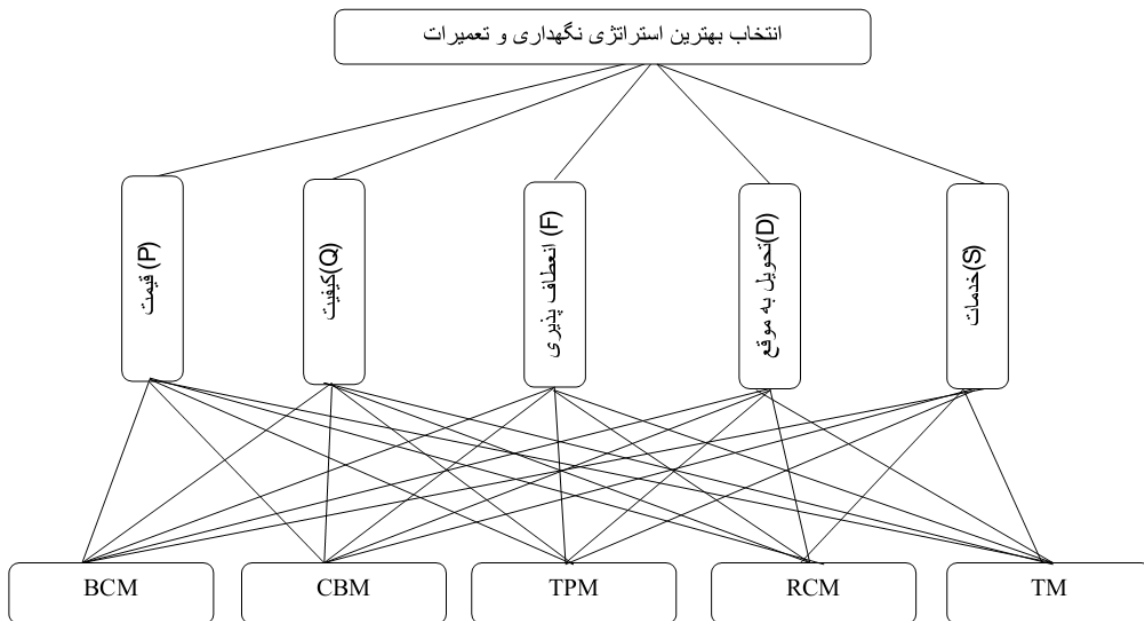 انتخاب بهترین استراتژی نگهداری و تعمیرات
قیمت (P)
کیفیت(Q)
انعطاف پذیری (F)
تحویل به موقع(D)
خدمات(S)
BCM
CBM
TPM
RCM
TM